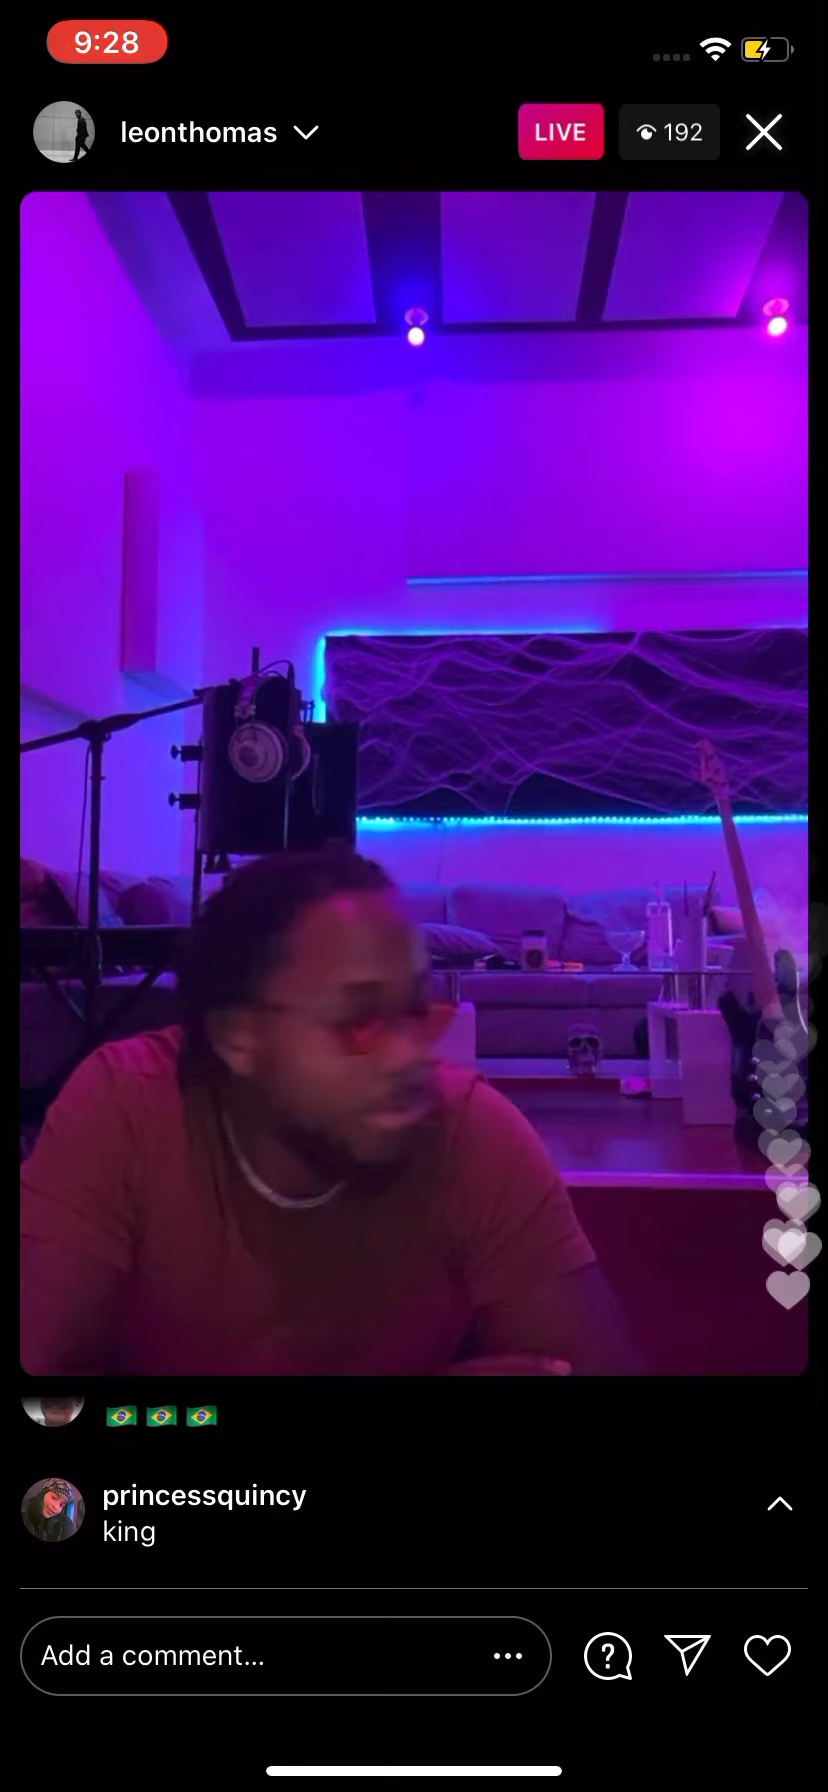 9:28
leonthomas
LIVE
192
princessquincy
king
Add a comment...